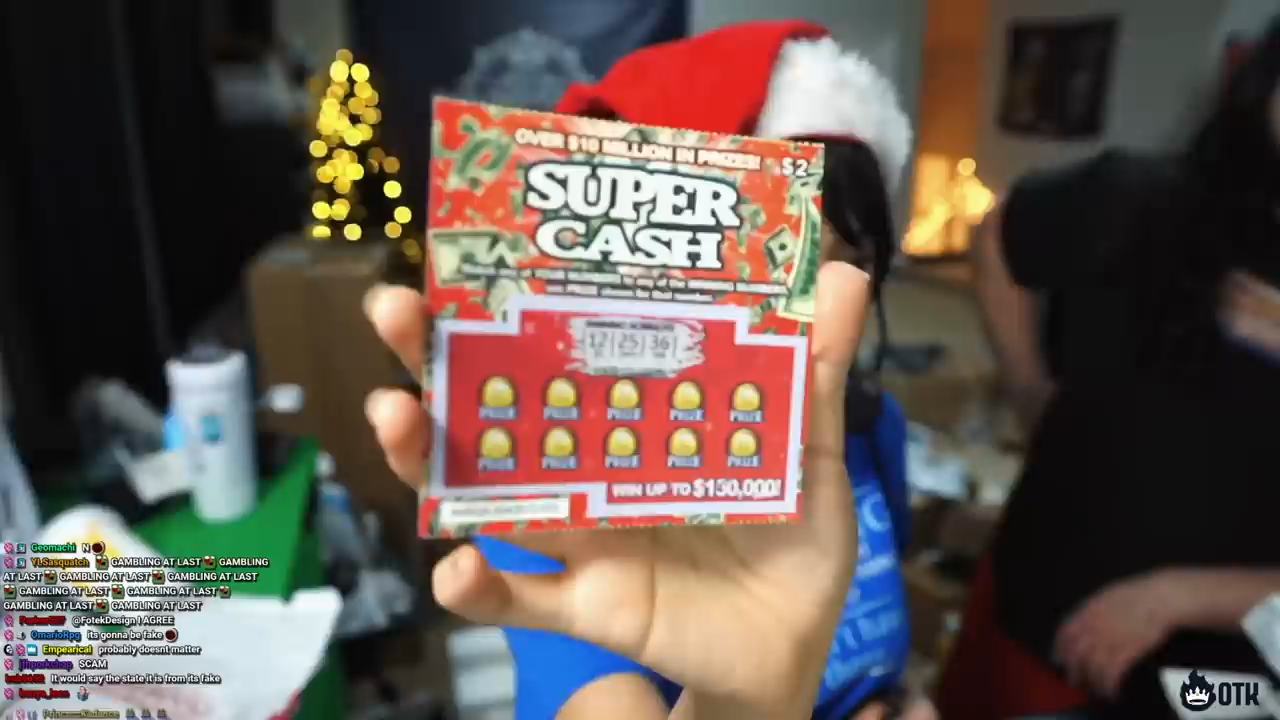 OVER $10 MILLION IN PRIZES!
$2
SUPER
CASH
12 25 36
PRIZE PRIZE PRIZE PRIZE PRIZE
PRIZE PRIZE PRIZE PRIZE PRIZE
WIN UP TO $150,000!
Geomachi N
YLSasquatch GAMBLING AT LAST GAMBLING
AT LAST GAMBLING AT LAST GAMBLING AT LAST
GAMBLING AT LAST GAMBLING AT LAST
GAMBLING AT LAST GAMBLING AT LAST
@FotekDesign I AGREE
OmarioRpg its gonna be fake
Empearical probably doesnt matter
jthporkchop SCAM
It would say the state it is from its fake
OTK